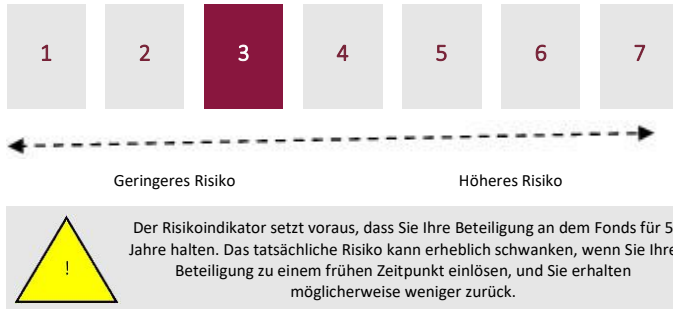 1 2 3 4 5 6 7
Geringeres Risiko Höheres Risiko
Der Risikoindikator setzt voraus, dass Sie Ihre Beteiligung an dem Fonds für 5
Jahre halten. Das tatsächliche Risiko kann erheblich schwanken, wenn Sie Ihre
! Beteiligung zu einem frühen Zeitpunkt einlösen, und Sie erhalten
möglicherweise weniger zurück.